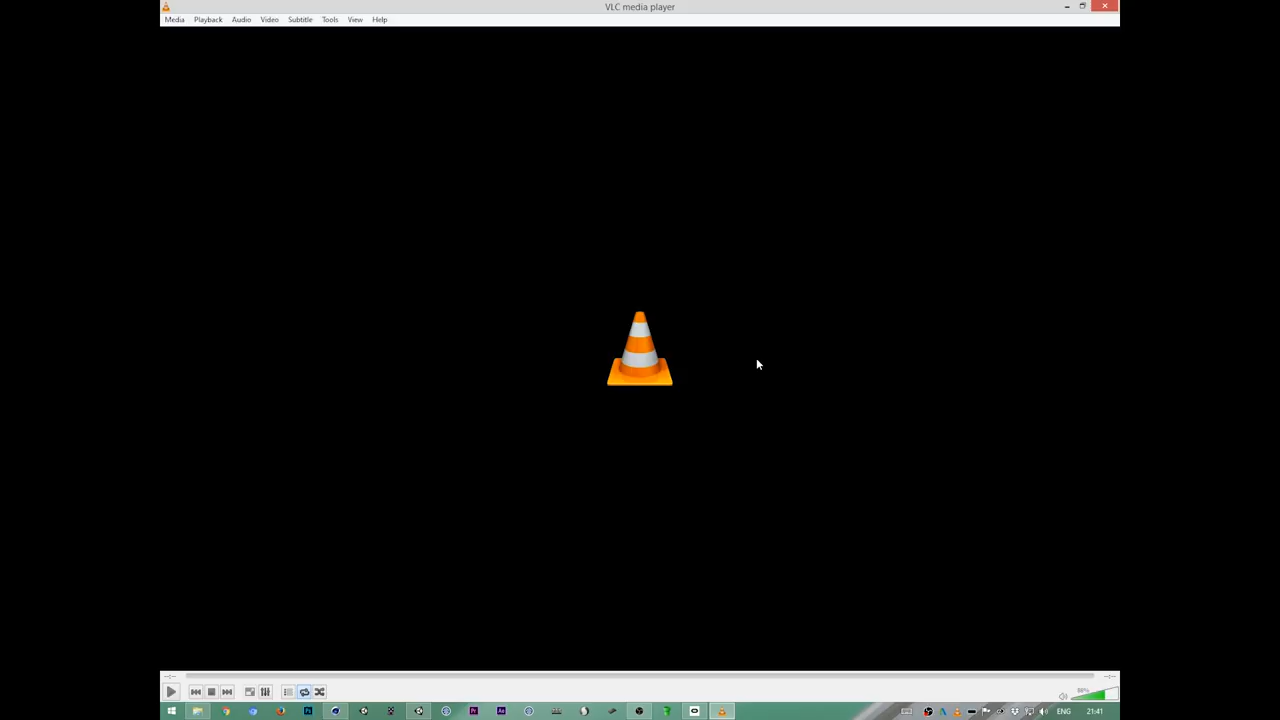 VLC media player
Media Playback Audio Video Subtitle Tools View Help
--:-- --:--
ENG 21:41